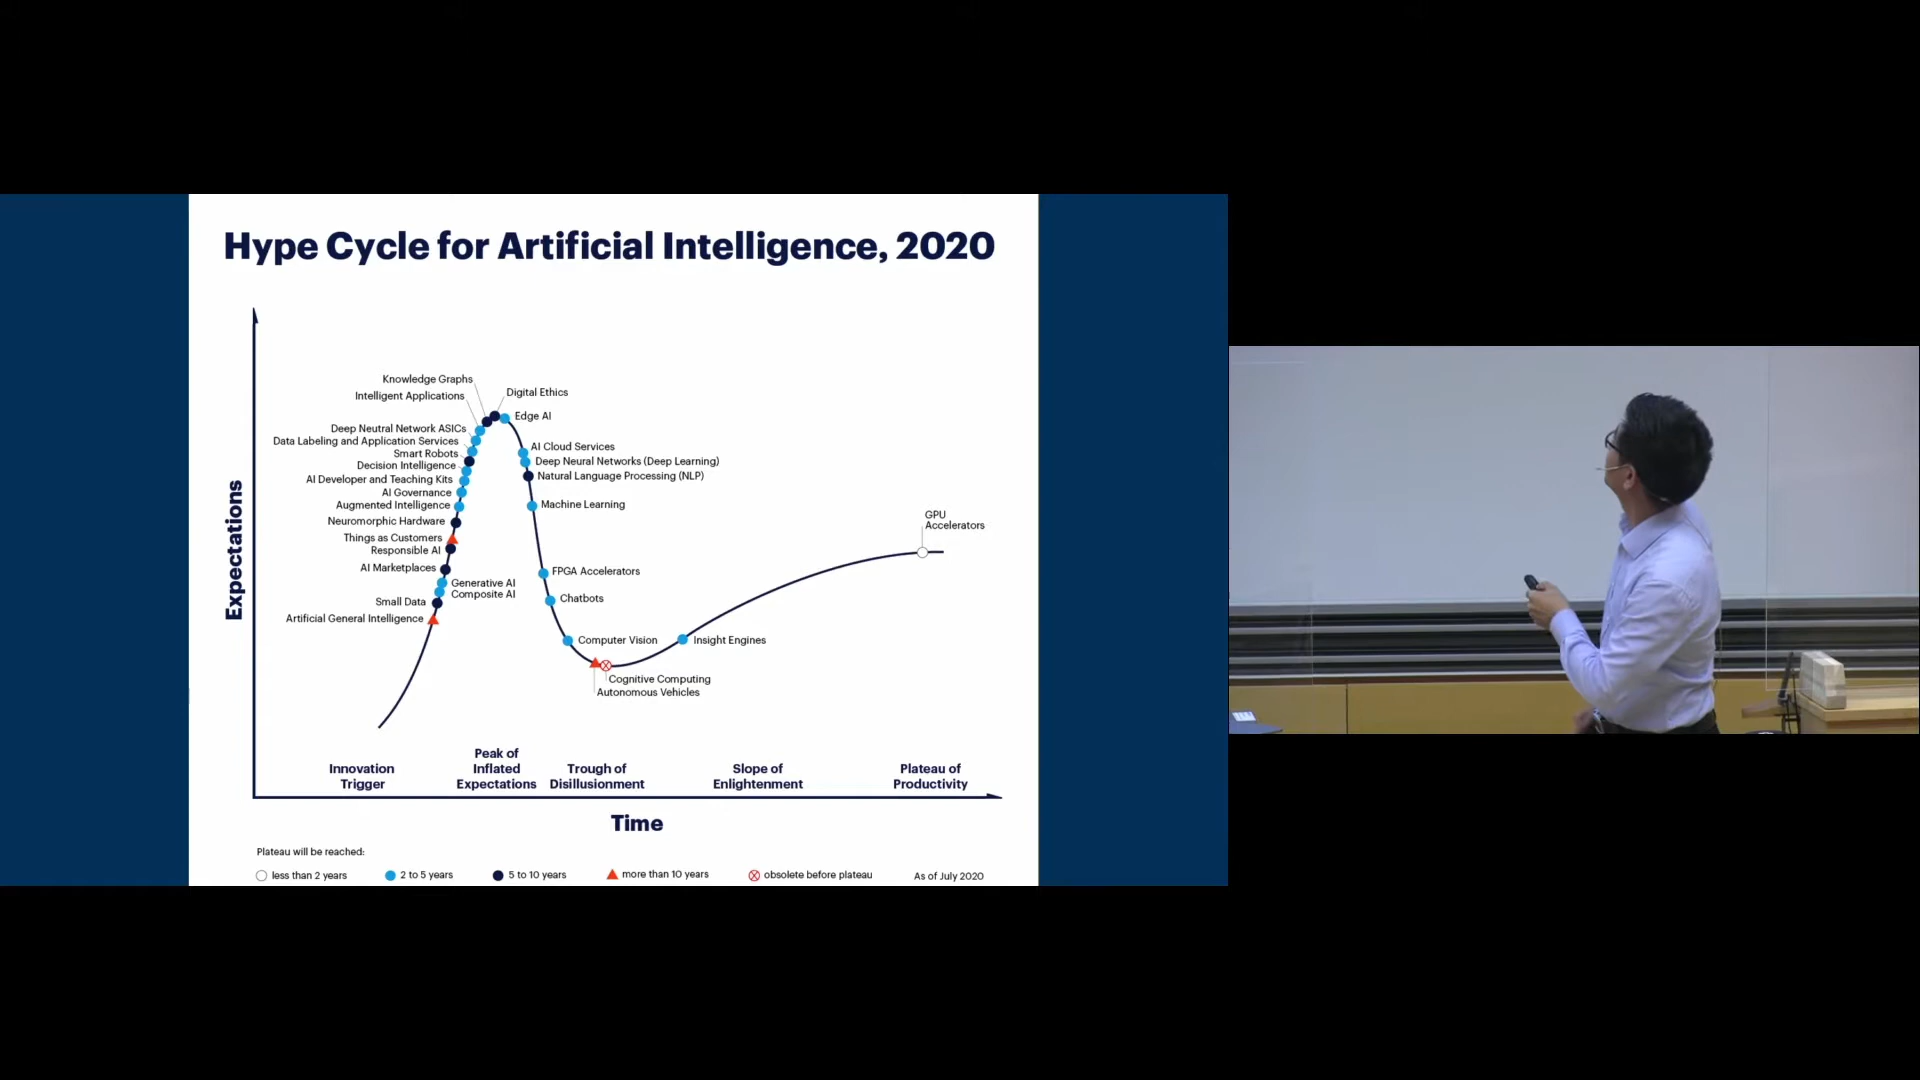 Hype Cycle for Artificial Intelligence, 2020
Expectations
Knowledge Graphs
Intelligent Applications
Deep Neutral Network ASICs
Data Labeling and Application Services
Smart Robots
Decision Intelligence
AI Developer and Teaching Kits
AI Governance
Augmented Intelligence
Neuromorphic Hardware
Things as Customers
Responsible AI
AI Marketplaces
Generative AI
Composite AI
Small Data
Artificial General Intelligence
Digital Ethics
Edge AI
AI Cloud Services
Deep Neural Networks (Deep Learning)
Natural Language Processing (NLP)
Machine Learning
FPGA Accelerators
Chatbots
Computer Vision
Cognitive Computing
Autonomous Vehicles
Insight Engines
GPU
Accelerators
Innovation
Trigger
Peak of
Inflated
Expectations
Trough of
Disillusionment
Slope of
Enlightenment
Plateau of
Productivity
Time
Plateau will be reached:
less than 2 years
2 to 5 years
5 to 10 years
more than 10 years
obsolete before plateau
As of July 2020